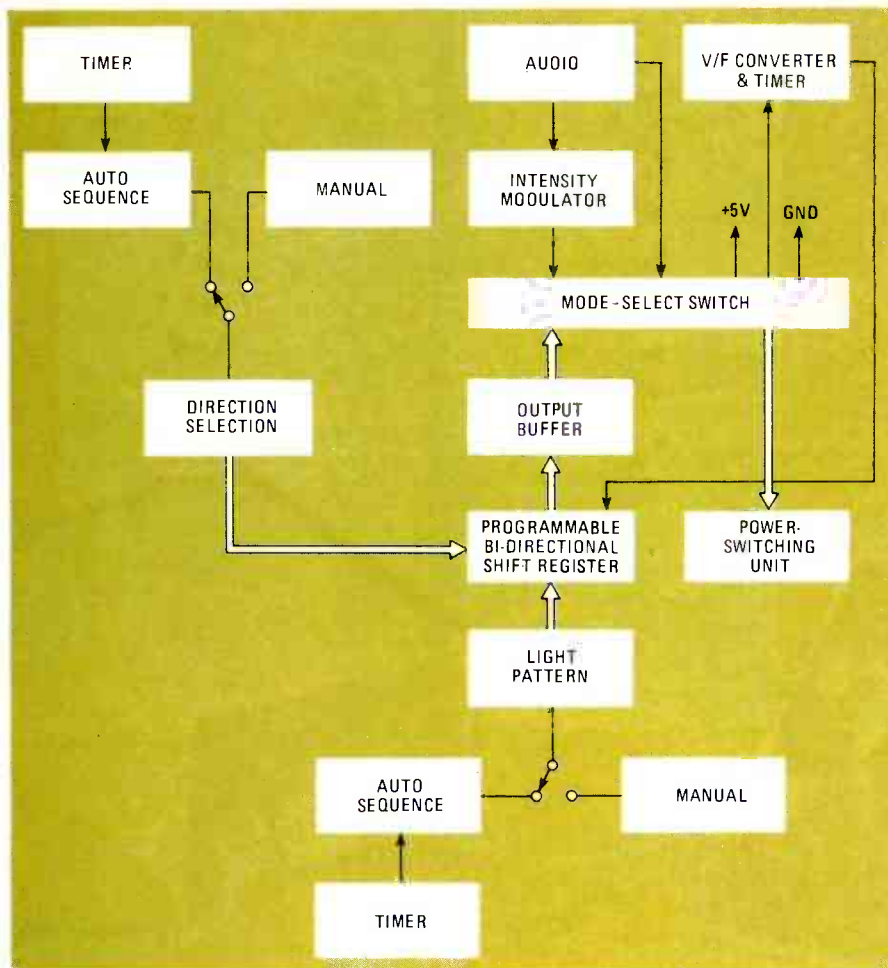 TIMER
AUDIO
V/F CONVERTER
& TIMER
AUTO
SEQUENCE
MANUAL
INTENSITY
MODULATOR
+5V
GND
MODE-SELECT SWITCH
DIRECTION
SELECTION
OUTPUT
BUFFER
PROGRAMMABLE
BI-DIRECTIONAL
SHIFT REGISTER
POWER-
SWITCHING
UNIT
LIGHT
PATTERN
AUTO
SEQUENCE
MANUAL
TIMER